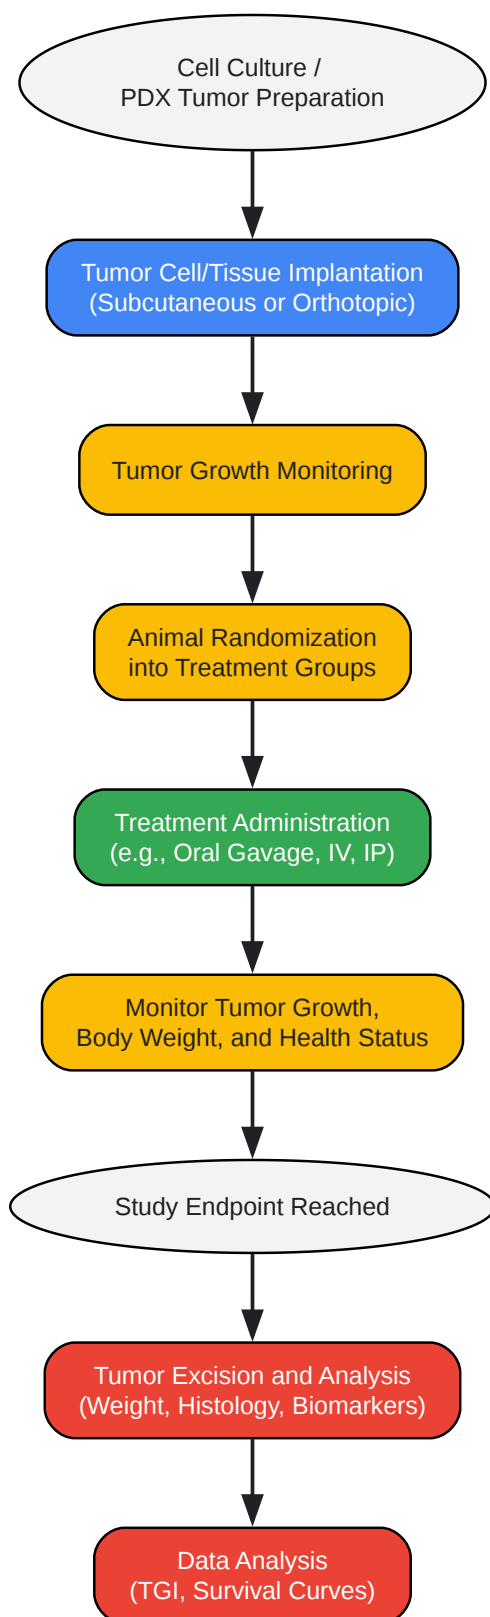 Cell Culture /
PDX Tumor Preparation
Tumor Cell/Tissue Implantation
(Subcutaneous or Orthotopic)
Tumor Growth Monitoring
Animal Randomization
into Treatment Groups
Treatment Administration
(e.g., Oral Gavage, IV, IP)
Monitor Tumor Growth,
Body Weight, and Health Status
Study Endpoint Reached
Tumor Excision and Analysis
(Weight, Histology, Biomarkers)
Data Analysis
(TGI, Survival Curves)